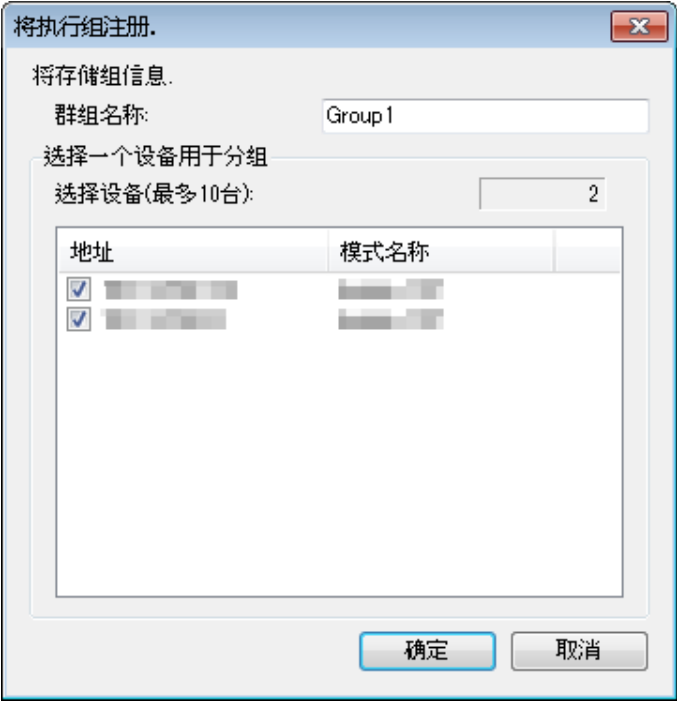 将执行组注册.
将存储组信息.
群组名称:
Group1
选择一个设备用于分组
选择设备(最多10台):
2
地址 模式名称
确定 取消